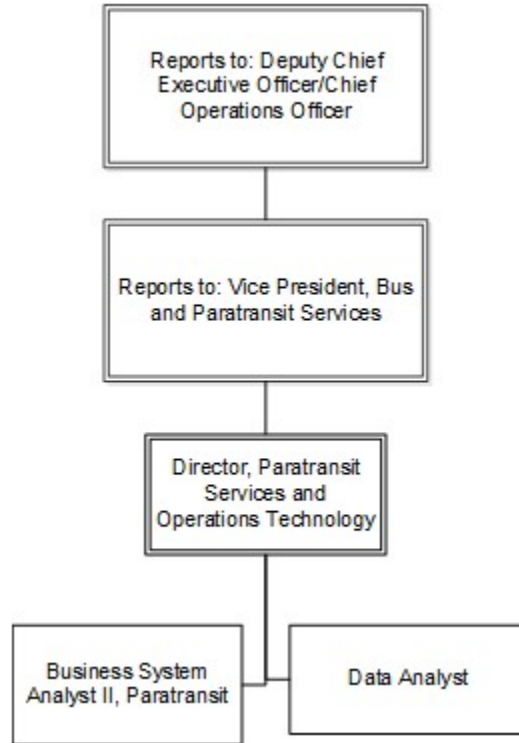 Reports to: Deputy Chief
Executive Officer/Chief
Operations Officer
Reports to: Vice President, Bus
and Paratransit Services
Director, Paratransit
Services and
Operations Technology
Business System
Analyst II, Paratransit
Data Analyst